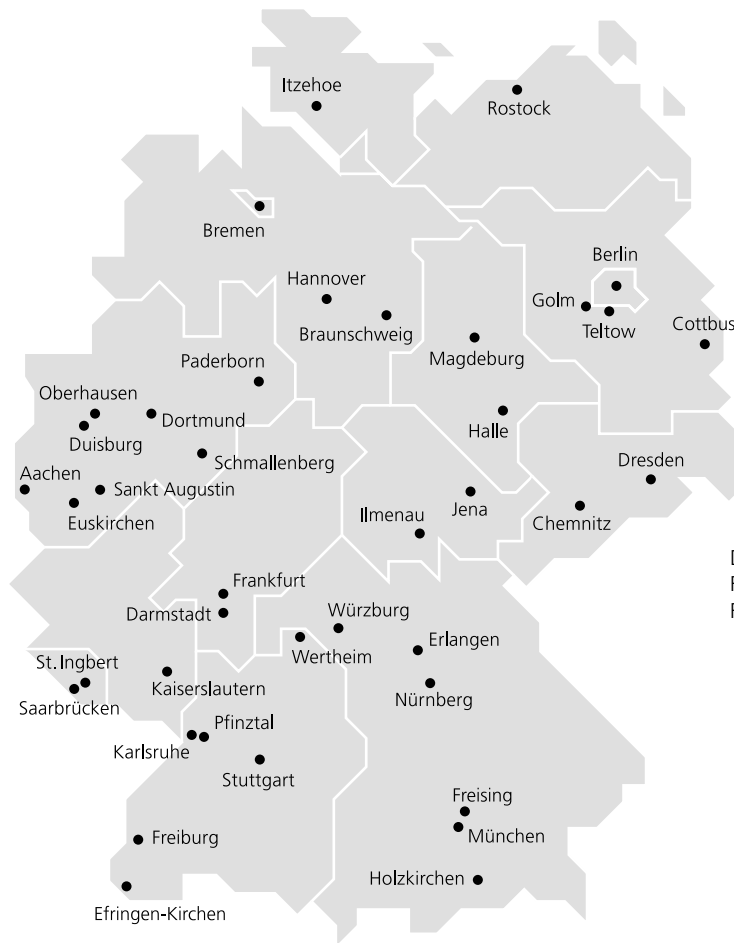 Itzehoe
Rostock
Bremen
Berlin
Hannover
Golm
Braunschweig
Teltow
Cottbus
Magdeburg
Paderborn
Oberhausen
Dortmund
Halle
Duisburg
Schmallenberg
Dresden
Aachen
Sankt Augustin
Jena
Ilmenau
Chemnitz
Euskirchen
Frankfurt
Darmstadt
Würzburg
Erlangen
Wertheim
St. Ingbert
Kaiserslautern
Nürnberg
Saarbrücken
Pfinztal
Karlsruhe
Stuttgart
Freising
München
Freiburg
Holzkirchen
Efringen-Kirchen